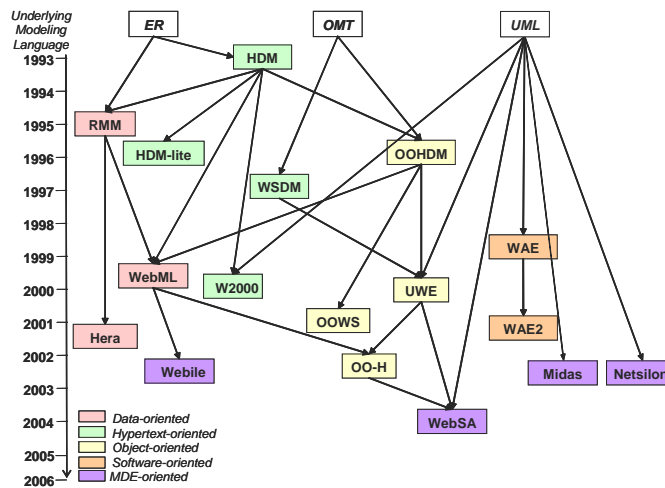 Underlying
Modeling
Language
ER
OMT
UML
1993
HDM
1994
1995
RMM
1996
HDM-lite
OOHDM
1997
WSDM
1998
WAE
1999
WebML
2000
W2000
UWE
2001
OOWS
WAE2
Hera
2002
OO-H
Webile
Midas
Netsilon
2003
2004
WebSA
Data-oriented
Hypertext-oriented
2005
Object-oriented
Software-oriented
2006
MDE-oriented